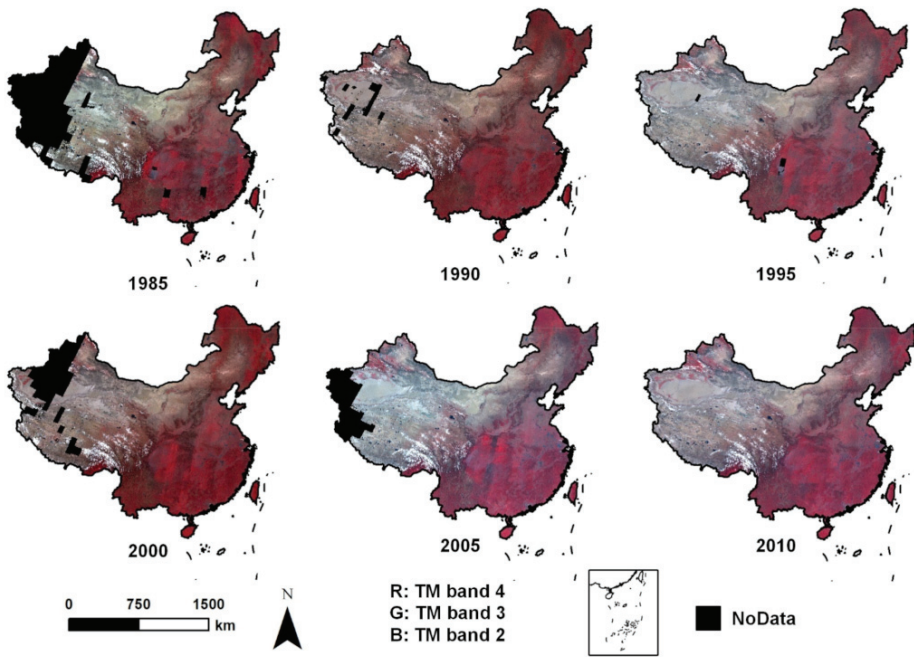 1985
1990
1995
2000
2005
2010
0 750 1500
km
N
R: TM band 4
G: TM band 3
B: TM band 2
NoData